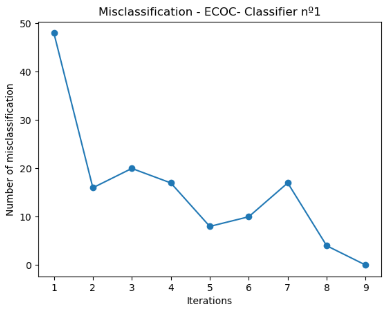 Misclassification - ECOC- Classifier nº1
Number of misclassification
50
40
30
20
10
0
1 2 3 4 5 6 7 8 9
Iterations